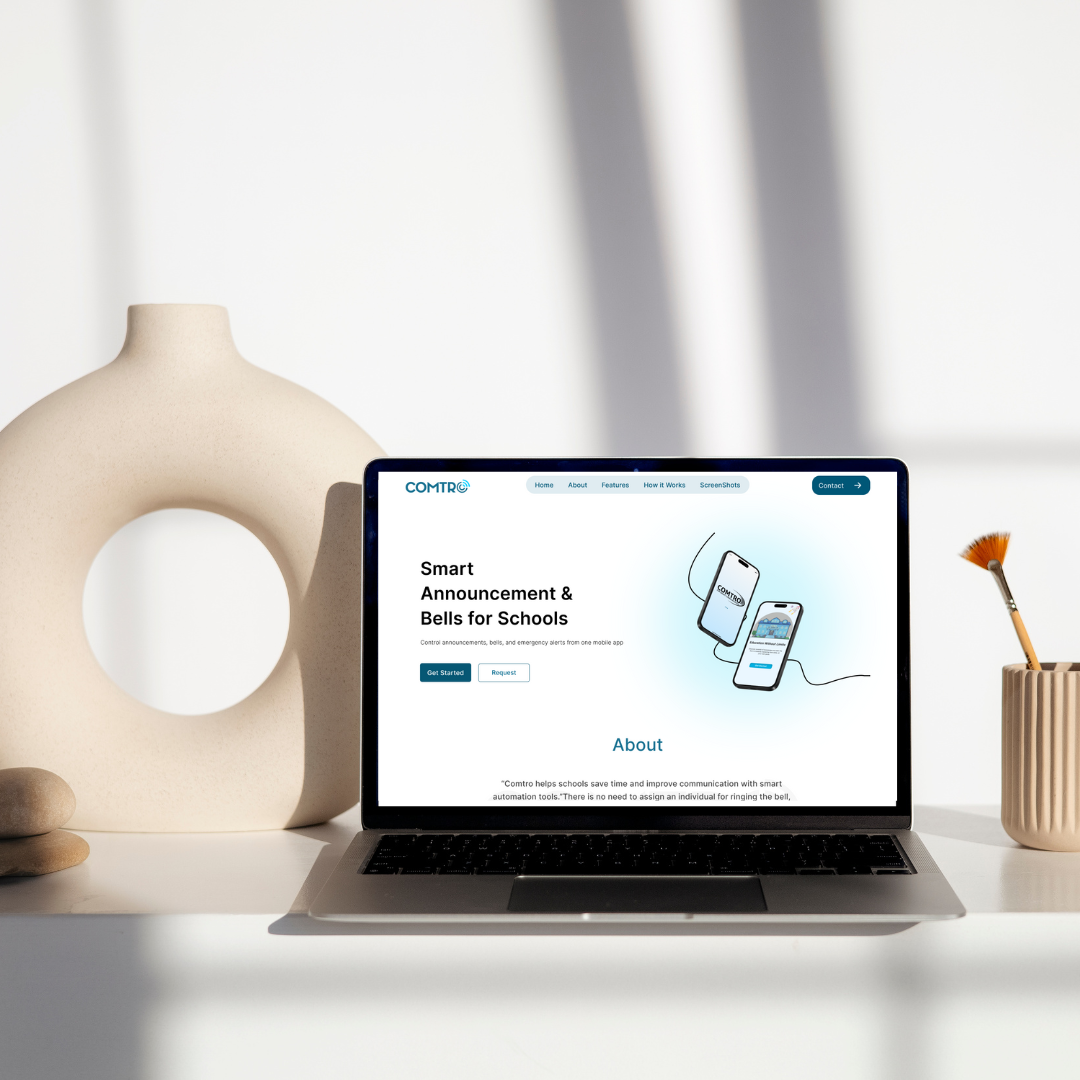 COMTRO
Home About Features How it Works ScreenShots
Contact
Smart
Announcement &
Bells for Schools
Control announcements, bells, and emergency alerts from one mobile app
Get Started Request
COMTRO
About
"Comtro helps schools save time and improve communication with smart
automation tools."There is no need to assign an individual for ringing the bell,